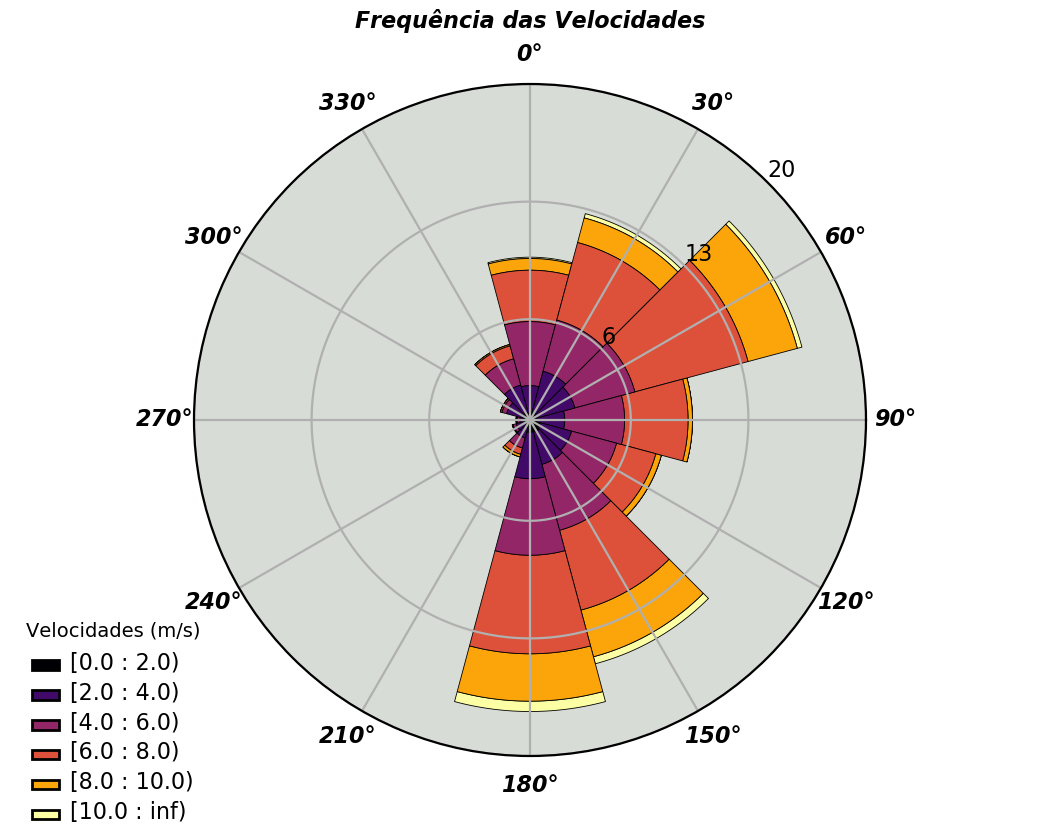 Frequência das Velocidades
0°
330°
30°
20
300°
60°
13
6
270°
90°
240°
120°
210°
150°
180°
Velocidades (m/s)
[0.0 : 2.0)
[2.0 : 4.0)
[4.0 : 6.0)
[6.0 : 8.0)
[8.0 : 10.0)
[10.0 : inf)